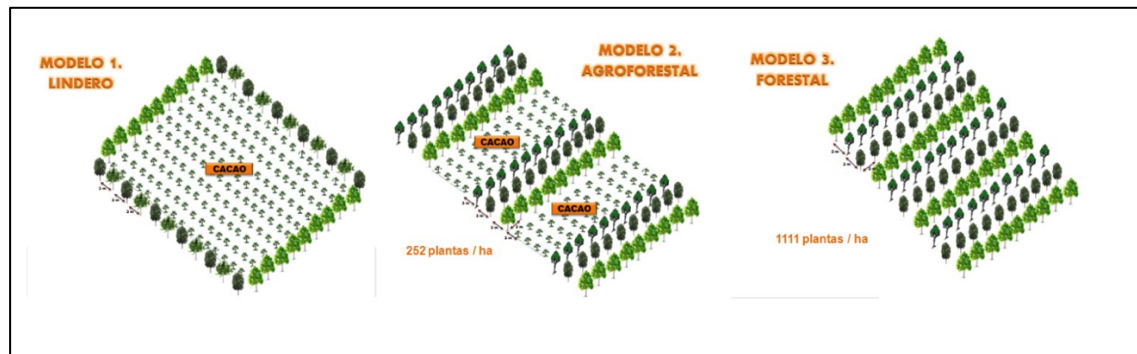 MODELO 1.
LINDERO
CACAO
MODELO 2.
AGROFORESTAL
CACAO
CACAO
252 plantas / ha
MODELO 3.
FORESTAL
1111 plantas / ha